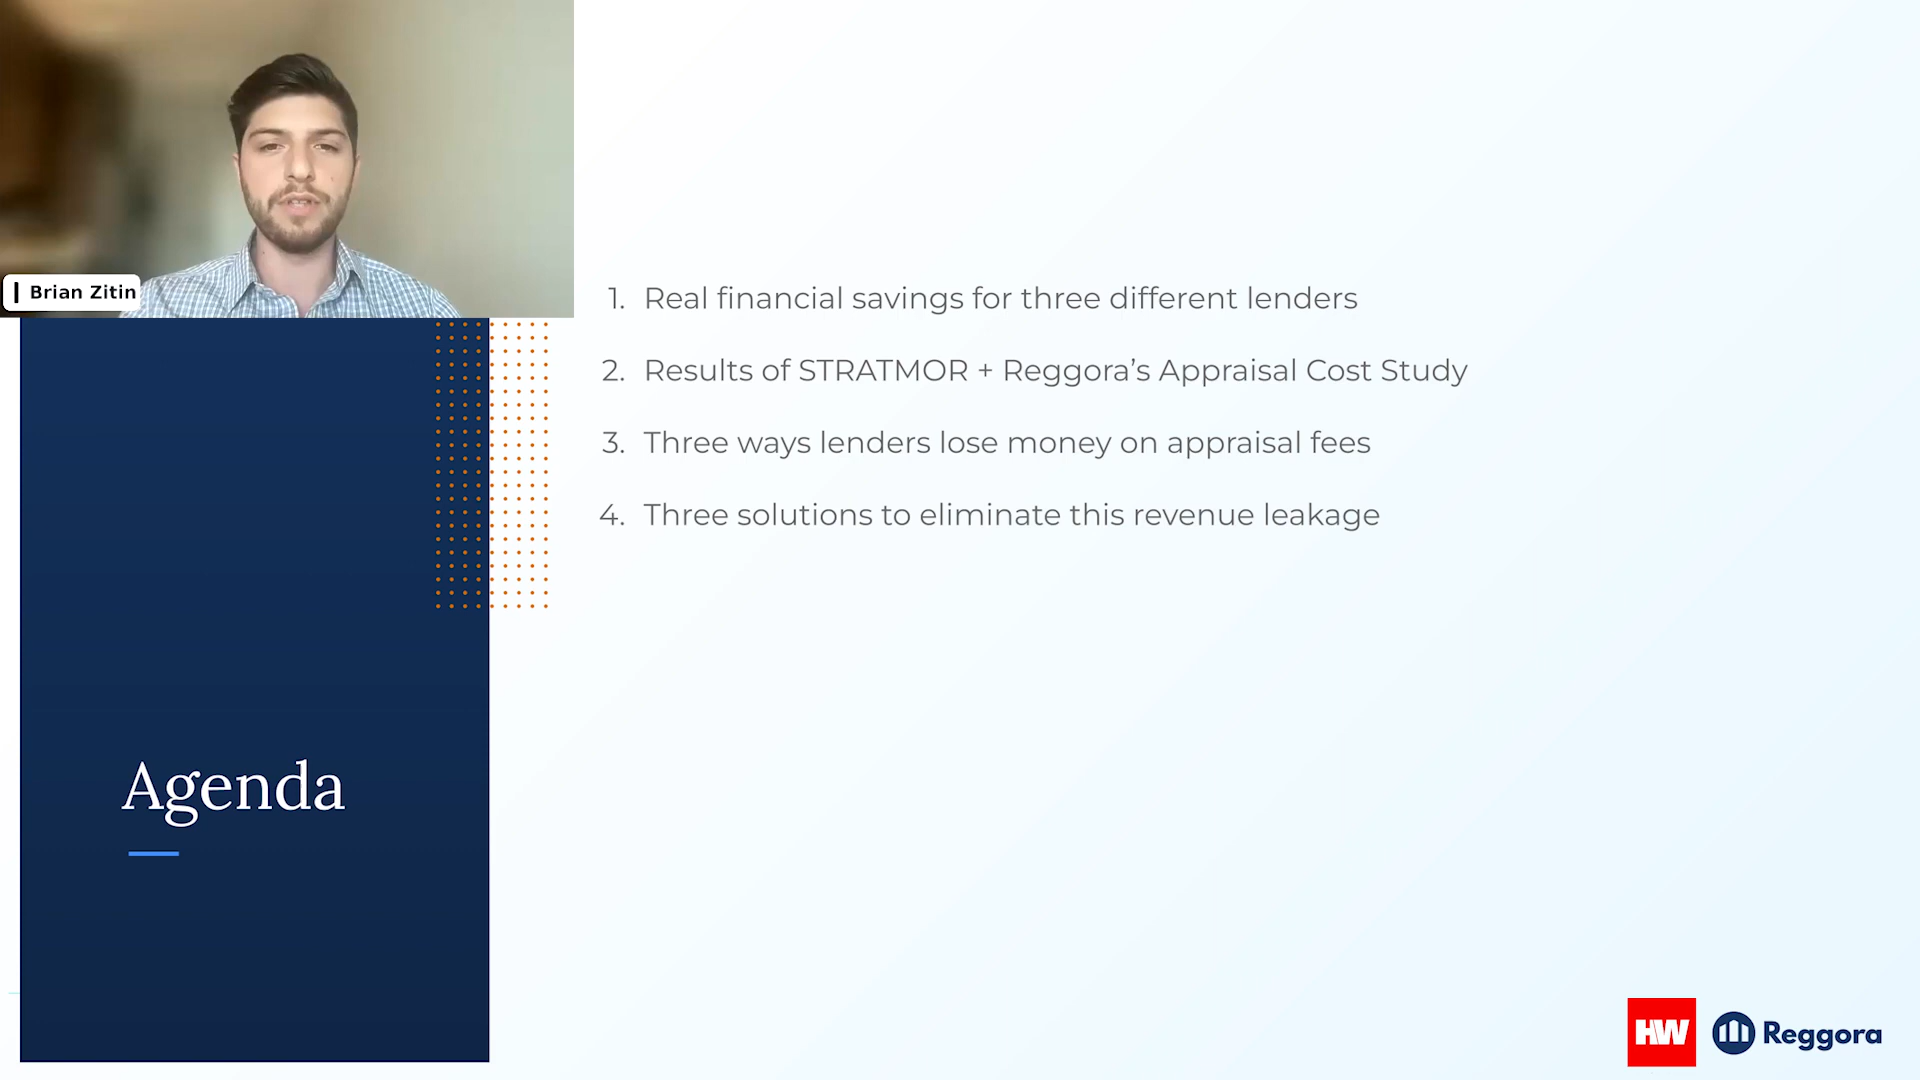 Brian Zitin
1. Real financial savings for three different lenders
2. Results of STRATMOR + Reggora’s Appraisal Cost Study
3. Three ways lenders lose money on appraisal fees
4. Three solutions to eliminate this revenue leakage
Agenda
HW
Reggora